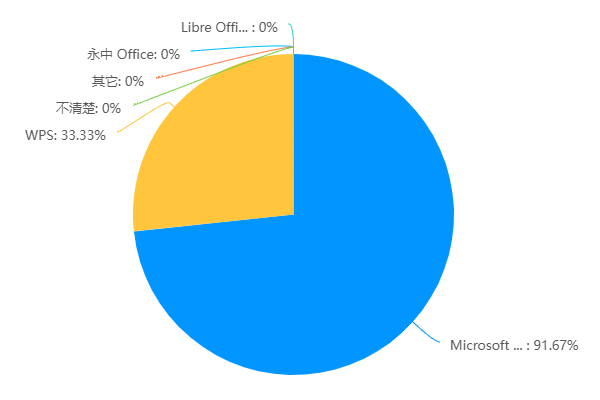 Libre Offi... : 0%
永中 Office: 0%
其它: 0%
不清楚: 0%
WPS: 33.33%
Microsoft ... : 91.67%